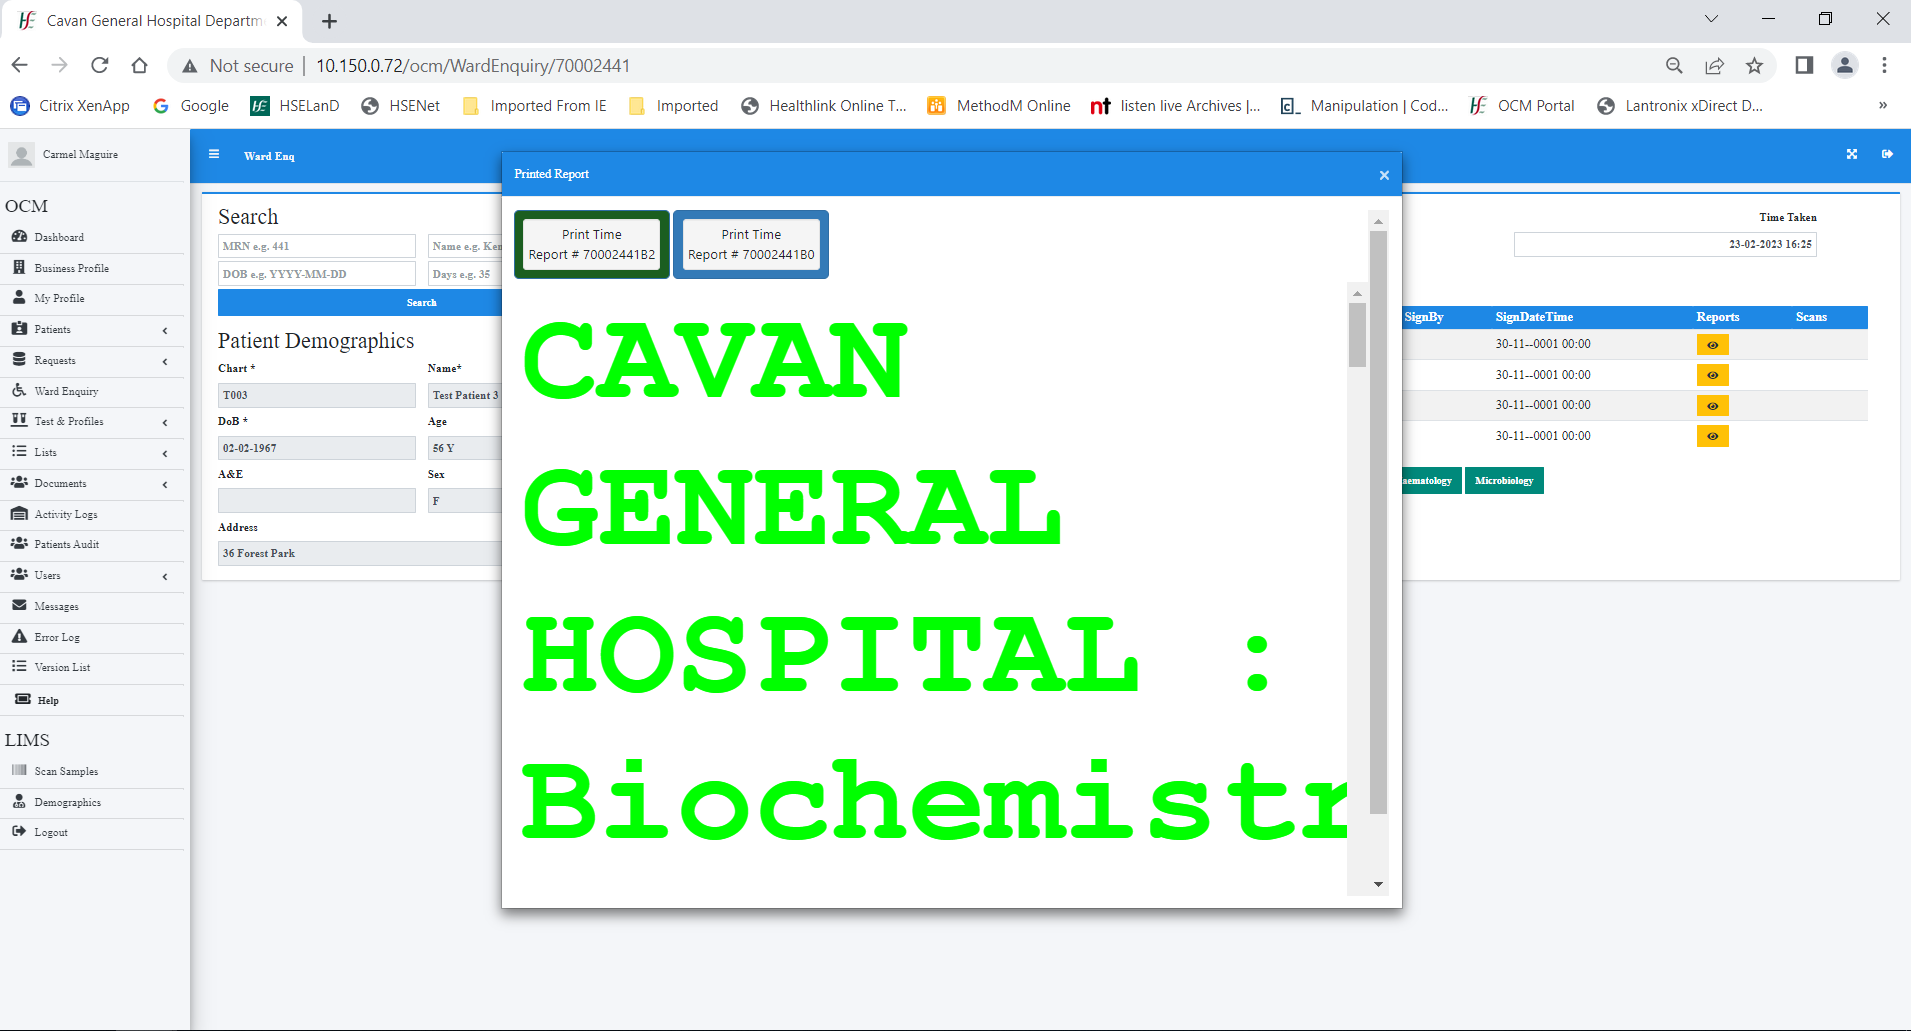 Cavan General Hospital Departm
Not secure
10.150.0.72/ocm/WardEnquiry/70002441
Citrix XenApp
Google
HSELanD
HSENet
Imported From IE
Imported
Healthlink Online T...
MethodM Online
nt
listen live Archives |...
Manipulation | Cod...
OCM Portal
Lantronix xDirect D...
»
Carmel Maguire
OCM
Dashboard
Business Profile
My Profile
Patients
Requests
Ward Enquiry
Test & Profiles
Lists
Documents
Activity Logs
Patients Audit
Users
Messages
Error Log
Version List
Help
LIMS
Scan Samples
Demographics
Logout
Ward Enq
Search
MRN e.g. 441
Name e.g. Ken
DOB e.g. YYYY-MM-DD
Days e.g. 35
Search
Patient Demographics
Chart *
Name*
T003
Test Patient 3
DoB *
Age
02-02-1967
56 Y
A&E
Sex
F
Address
36 Forest Park
Printed Report
×
Print Time
Report # 70002441B2
Print Time
Report # 70002441B0
CAVAN
GENERAL
HOSPITAL :
Biochemistr
Time Taken
23-02-2023 16:25
SignBy
SignDateTime
Reports
Scans
30-11--0001 00:00
30-11--0001 00:00
30-11--0001 00:00
30-11--0001 00:00
aematology
Microbiology